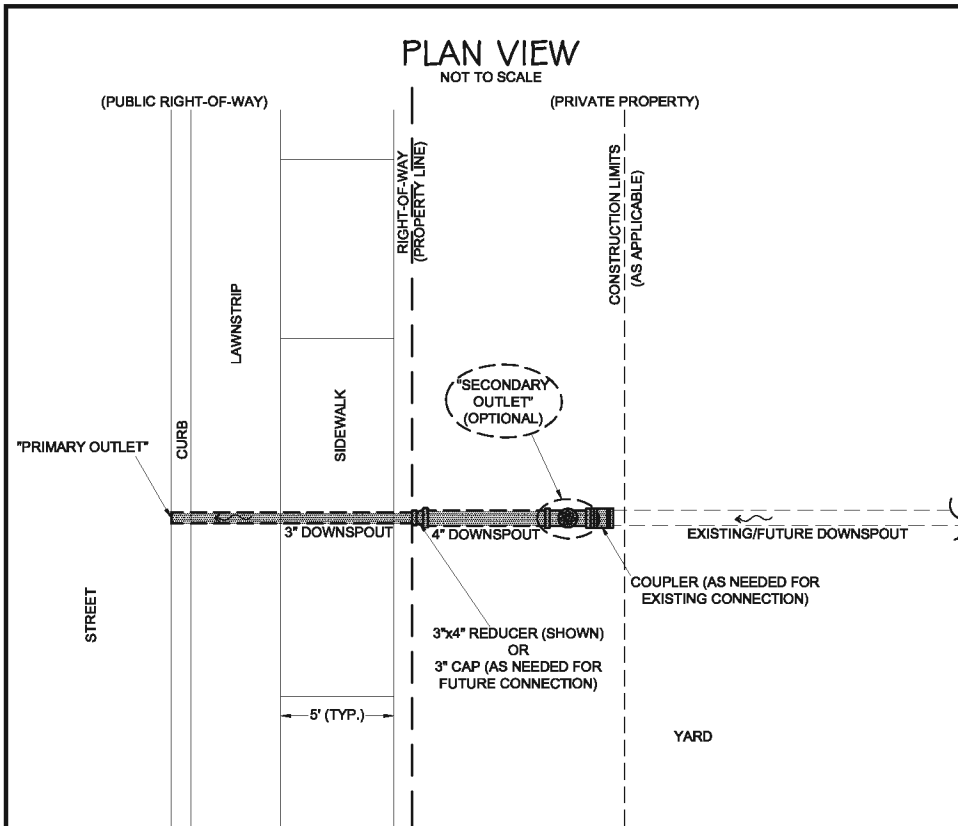 PLAN VIEW
NOT TO SCALE
(PUBLIC RIGHT-OF-WAY)
(PRIVATE PROPERTY)
RIGHT-OF-WAY
(PROPERTY LINE)
CONSTRUCTION LIMITS
(AS APPLICABLE)
LAWNSTRIP
SIDEWALK
CURB
"SECONDARY
OUTLET"
(OPTIONAL)
"PRIMARY OUTLET"
3" DOWNSPOUT
4" DOWNSPOUT
EXISTING/FUTURE DOWNSPOUT
COUPLER (AS NEEDED FOR
EXISTING CONNECTION)
STREET
3"x4" REDUCER (SHOWN)
OR
3" CAP (AS NEEDED FOR
FUTURE CONNECTION)
5' (TYP.)
YARD